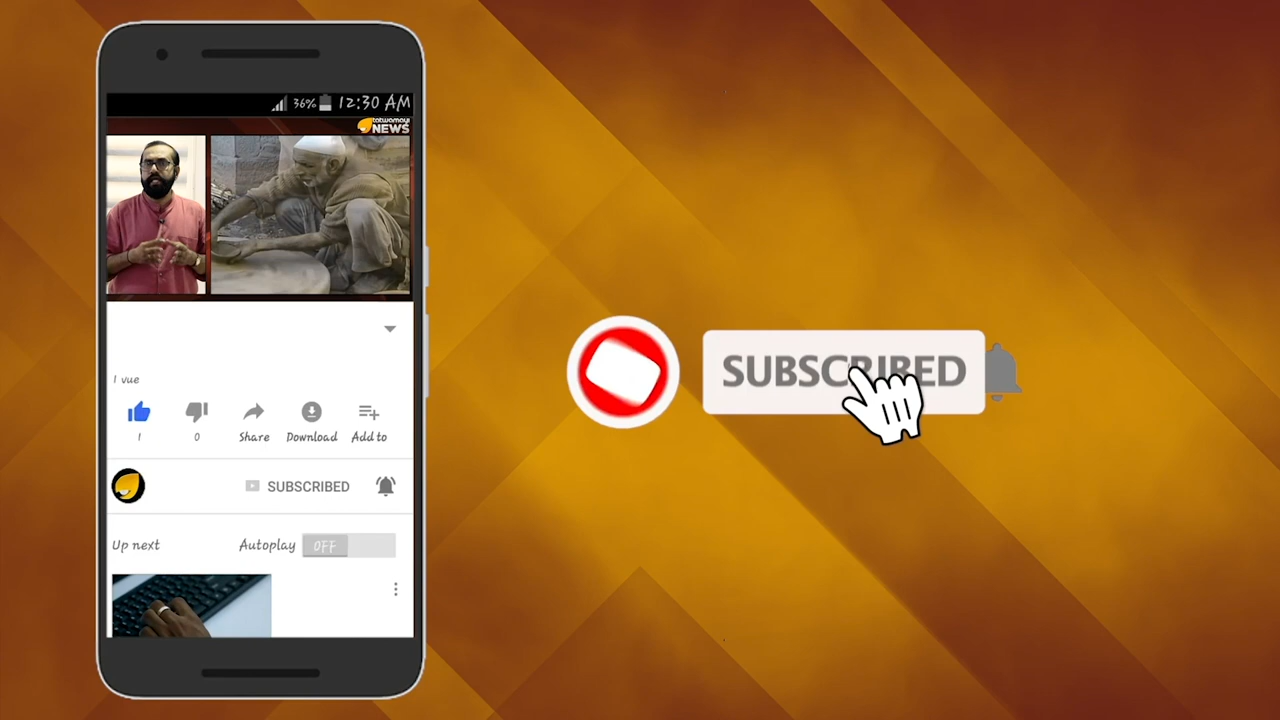 36% 12:30 AM
tatwamayi
NEWS
1 vue
1 0 Share Download Add to
SUBSCRIBED
Up next Autoplay OFF
SUBSCRIBED